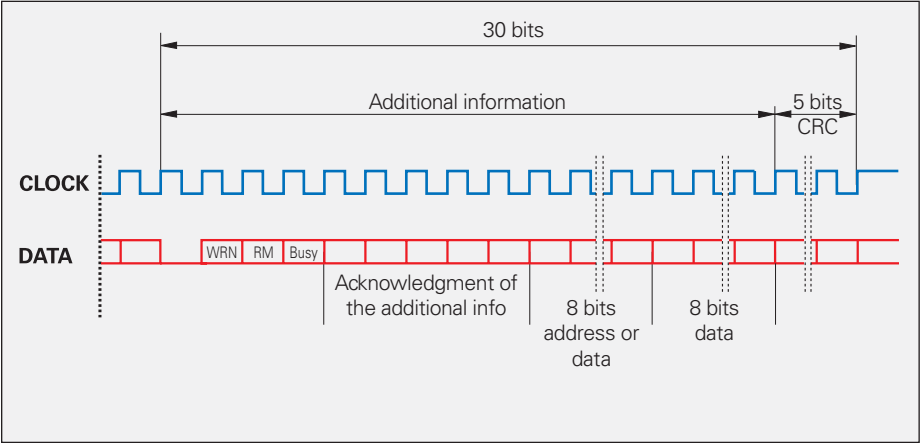 30 bits
Additional information
5 bits
CRC
CLOCK
DATA
WRN RM Busy
Acknowledgment of
the additional info
8 bits
address or
data
8 bits
data